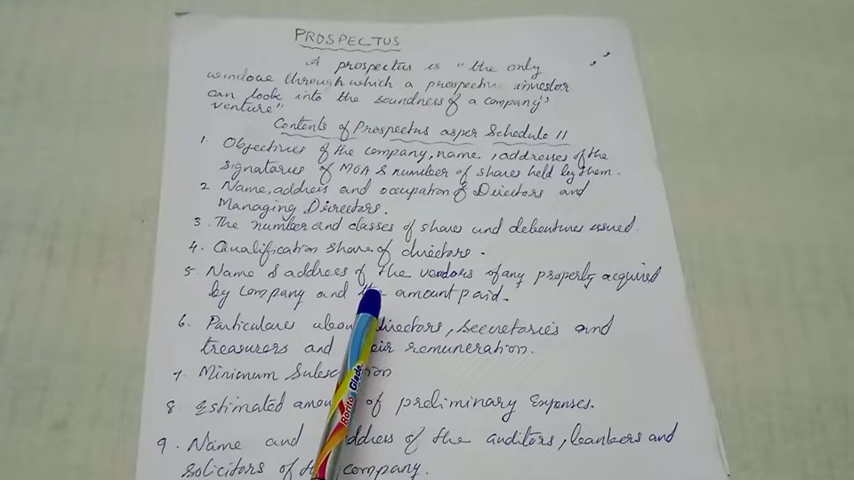 PROSPECTUS
A prospectus is "the only
window through which a prospective investor
can look into the soundness of a company's
venture"
Contents of Prospectus as per Schedule II
1. Objectives of the company, name, addresses of the
signatories of MOA & number of shares held by them.
2. Name, address and occupation of Directors and
Managing Directors.
3. The number and classes of shares and debentures issued.
4. Qualification share of directors.
5. Name & address of the vendors of any property acquired
by company and the amount paid.
6. Particulars about directors, secretaries and
treasurers and their remuneration.
7. Minimum Subscription
8 Estimated amount of preliminary Expenses.
9. Name and address of the auditors, bankers and
solicitors of the company.
Rorito Glide